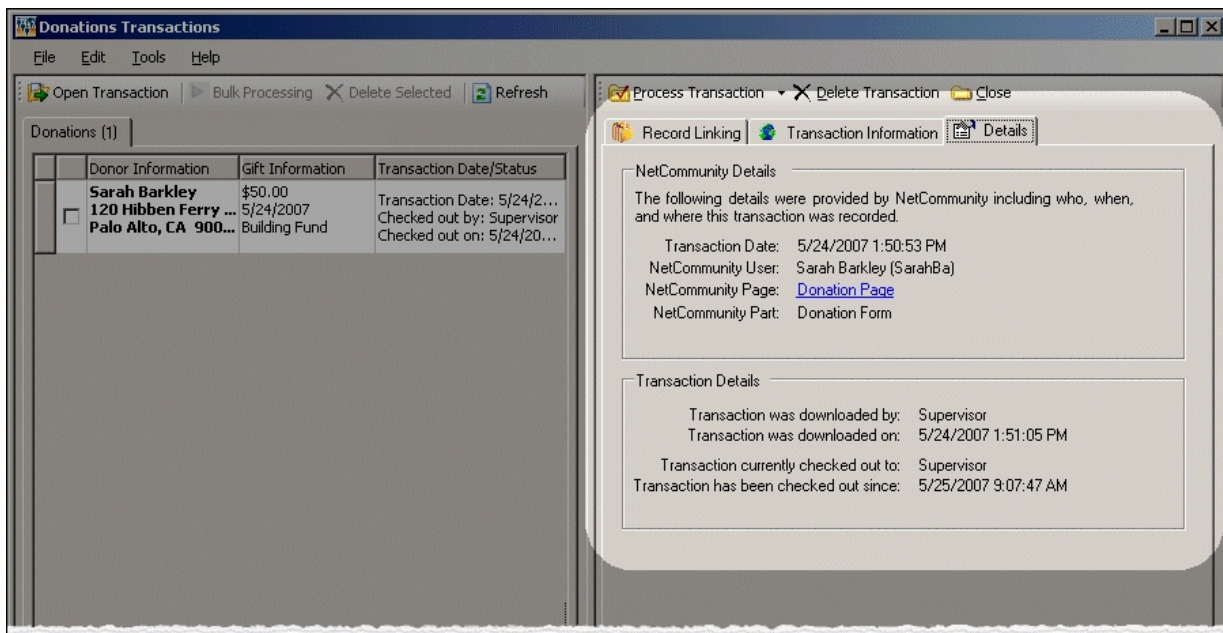 Donations Transactions
File Edit Tools Help
Open Transaction Bulk Processing Delete Selected Refresh
Donations (1)
Donor Information Gift Information Transaction Date/Status
Sarah Barkley
120 Hibben Ferry ...
Palo Alto, CA 900...
$50.00
5/24/2007
Building Fund
Transaction Date: 5/24/2...
Checked out by: Supervisor
Checked out on: 5/24/20...
Process Transaction Delete Transaction Close
Record Linking Transaction Information Details
NetCommunity Details
The following details were provided by NetCommunity including who, when,
and where this transaction was recorded.
Transaction Date: 5/24/2007 1:50:53 PM
NetCommunity User: Sarah Barkley (SarahBa)
NetCommunity Page: Donation Page
NetCommunity Part: Donation Form
Transaction Details
Transaction was downloaded by: Supervisor
Transaction was downloaded on: 5/24/2007 1:51:05 PM
Transaction currently checked out to: Supervisor
Transaction has been checked out since: 5/25/2007 9:07:47 AM